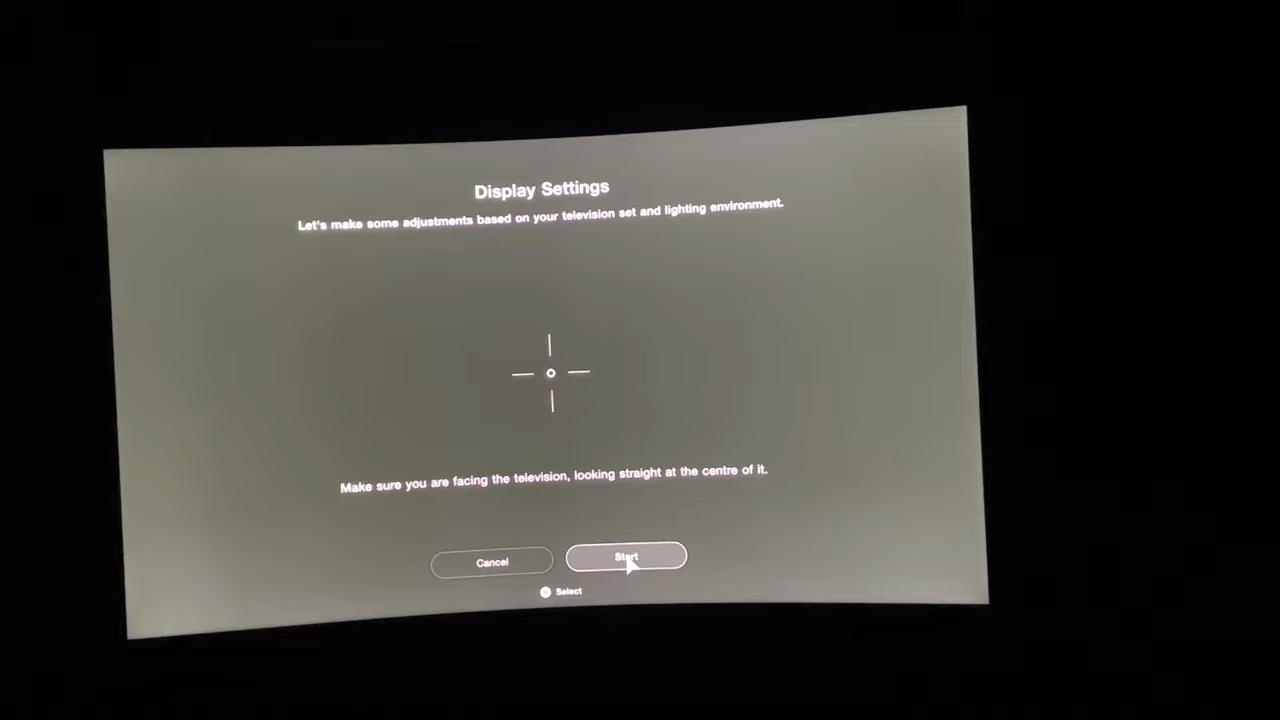 Display Settings
Let's make some adjustments based on your television set and lighting environment.
Make sure you are facing the television, looking straight at the centre of it.
Cancel
Start
Select